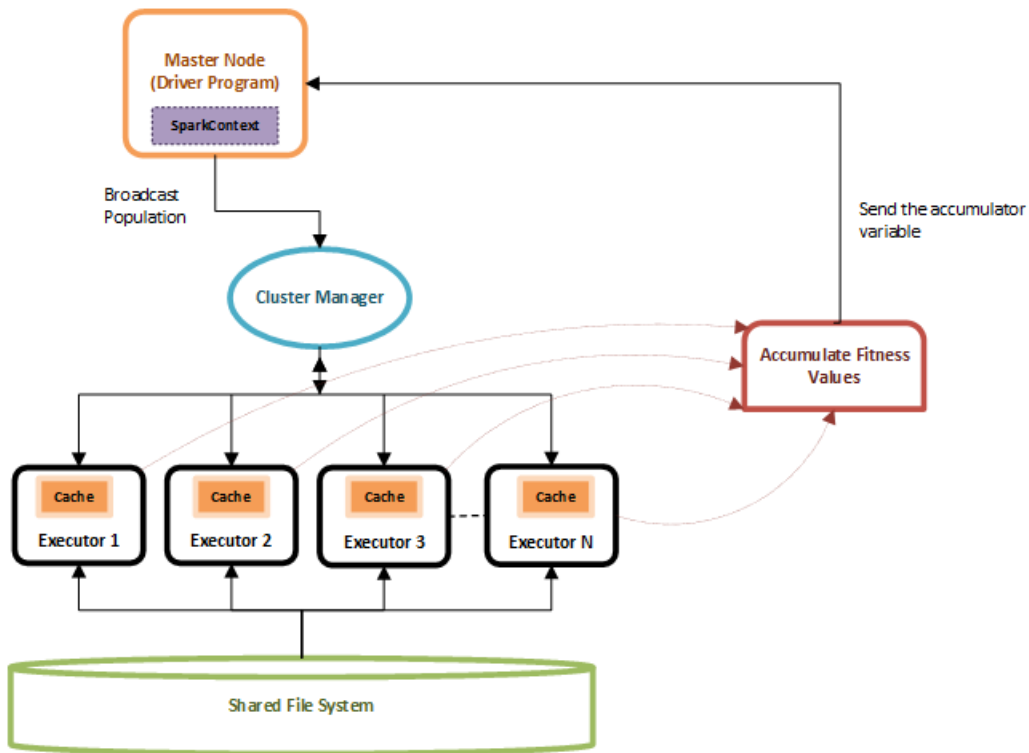 Master Node
(Driver Program)
SparkContext
Broadcast
Population
Send the accumulator
variable
Cluster Manager
Accumulate Fitness
Values
Cache
Executor 1
Cache
Executor 2
Cache
Executor 3
Cache
Executor N
Shared File System